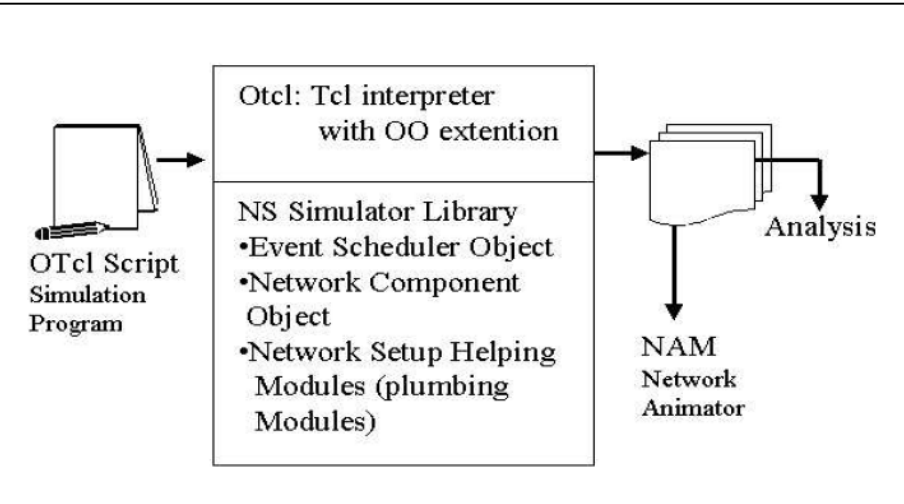 Otcl: Tcl interpreter
with OO extention
NS Simulator Library
•Event Scheduler Object
•Network Component
Object
•Network Setup Helping
Modules (plumbing
Modules)
OTcl Script
Simulation
Program
Analysis
NAM
Network
Animator